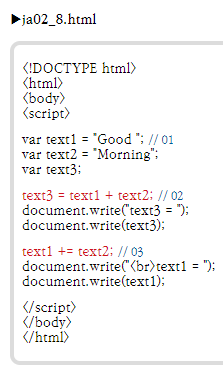 ▶ja02_8.html
<!DOCTYPE html>
<html>
<body>
<script>
var text1 = "Good "; // 01
var text2 = "Morning";
var text3;
text3 = text1 + text2; // 02
document.write("text3 = ");
document.write(text3);
text1 += text2; // 03
document.write("<br>text1 = ");
document.write(text1);
</script>
</body>
</html>